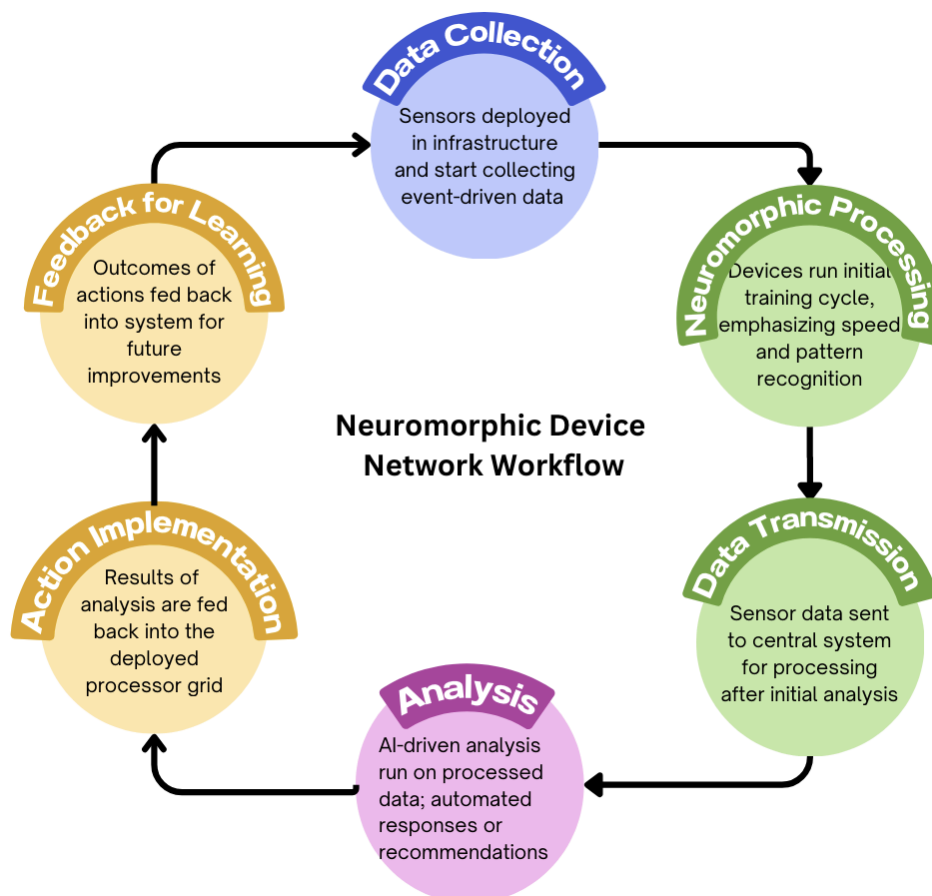 Data Collection
Sensors deployed
in infrastructure
and start collecting
event-driven data
Neuromorphic Processing
Devices run initial
training cycle,
emphasizing speed
and pattern
recognition
Data Transmission
Sensor data sent
to central system
for processing
after initial analysis
Analysis
AI-driven analysis
run on processed
data; automated
responses or
recommendations
Action Implementation
Results of
analysis are fed
back into the
deployed
processor grid
Feedback for Learning
Outcomes of
actions fed back
into system for
future
improvements
Neuromorphic Device
Network Workflow